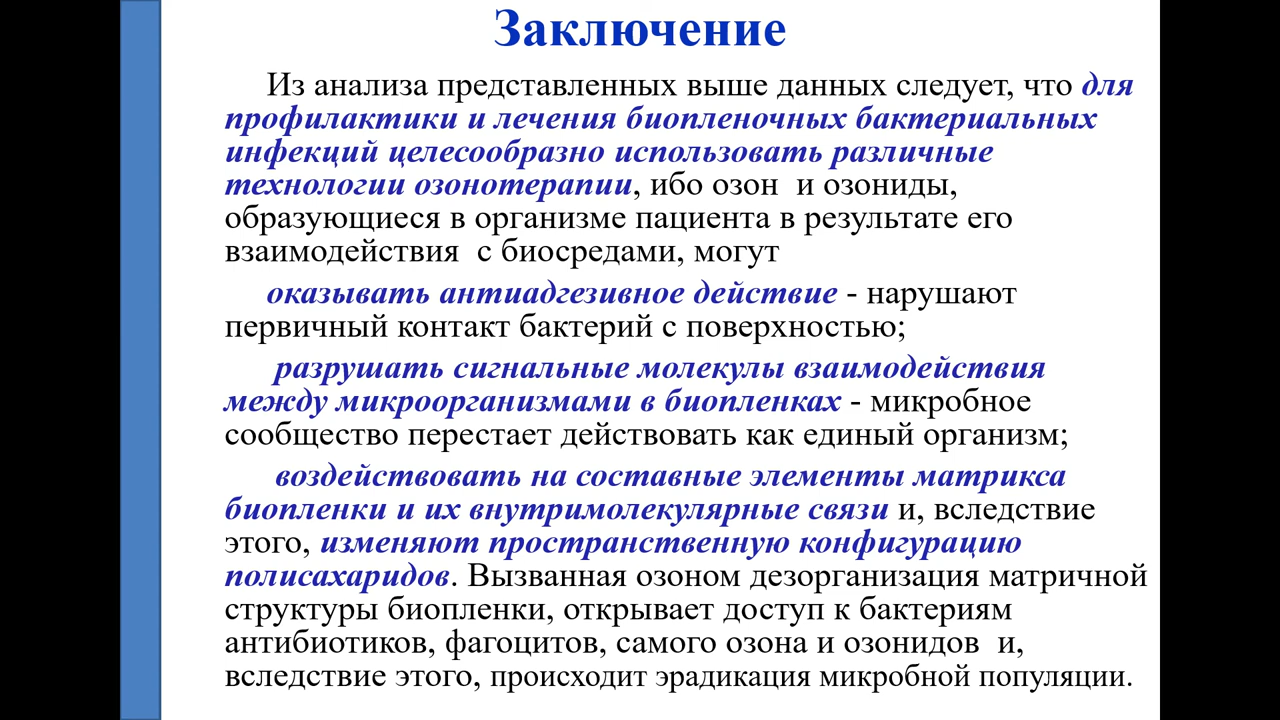 Заключение
Из анализа представленных выше данных следует, что для
профилактики и лечения биопленочных бактериальных
инфекций целесообразно использовать различные
технологии озонотерапии, ибо озон и озониды,
образующиеся в организме пациента в результате его
взаимодействия с биосредами, могут
оказывать антиадгезивное действие - нарушают
первичный контакт бактерий с поверхностью;
разрушать сигнальные молекулы взаимодействия
между микроорганизмами в биопленках - микробное
сообщество перестает действовать как единый организм;
воздействовать на составные элементы матрикса
биопленки и их внутримолекулярные связи и, вследствие
этого, изменяют пространственную конфигурацию
полисахаридов. Вызванная озоном дезорганизация матричной
структуры биопленки, открывает доступ к бактериям
антибиотиков, фагоцитов, самого озона и озонидов и,
вследствие этого, происходит эрадикация микробной популяции.